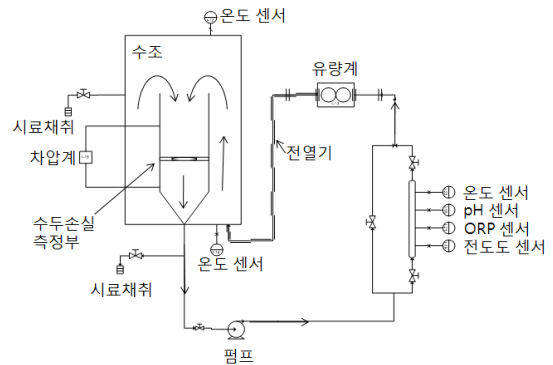 온도 센서
수조
유량계
시료채취
차압계
전열기
수두손실
측정부
온도 센서
pH 센서
ORP 센서
전도도 센서
온도 센서
시료채취
펌프